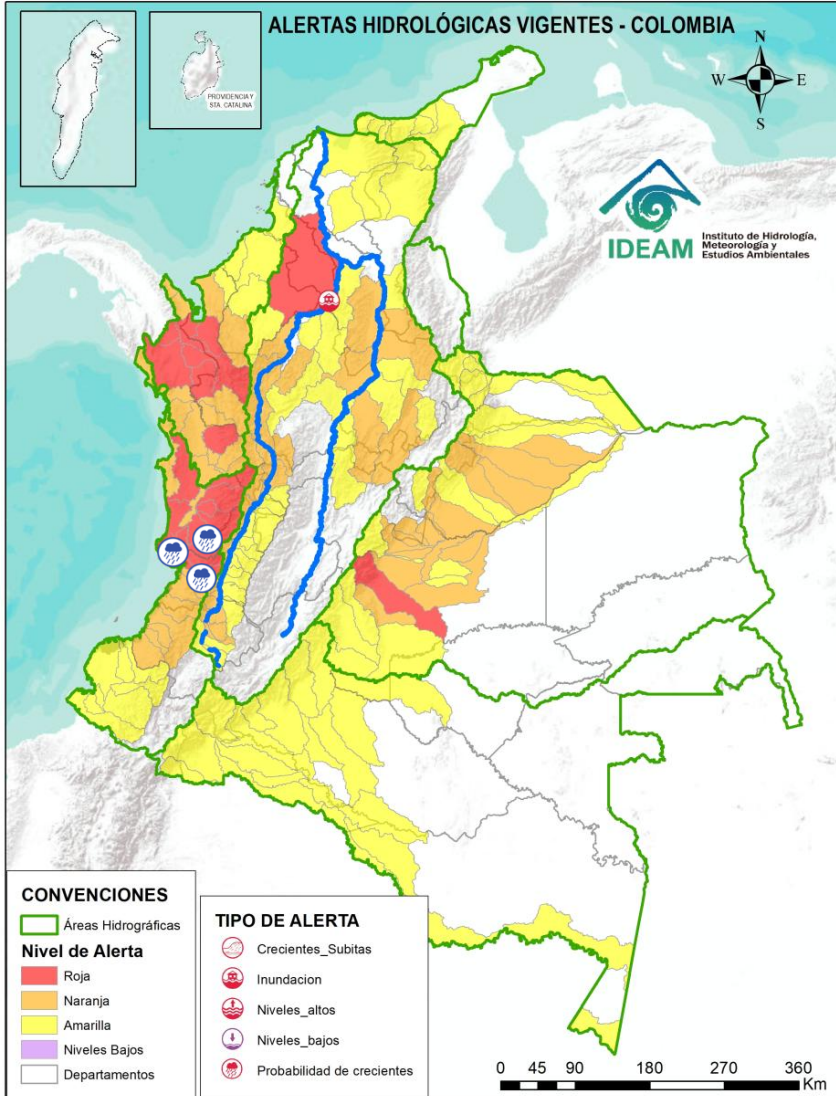 ALERTAS HIDROLÓGICAS VIGENTES - COLOMBIA
PROVIDENCIA Y
STA. CATALINA
N
W
E
S
IDEAM
Instituto de Hidrología,
Meteorología y
Estudios Ambientales
CONVENCIONES
Áreas Hidrográficas
Nivel de Alerta
Roja
Naranja
Amarilla
Niveles Bajos
Departamentos
TIPO DE ALERTA
Crecientes_Subitas
Inundacion
Niveles_altos
Niveles_bajos
Probabilidad de crecientes
0 45 90 180 270 360
Km